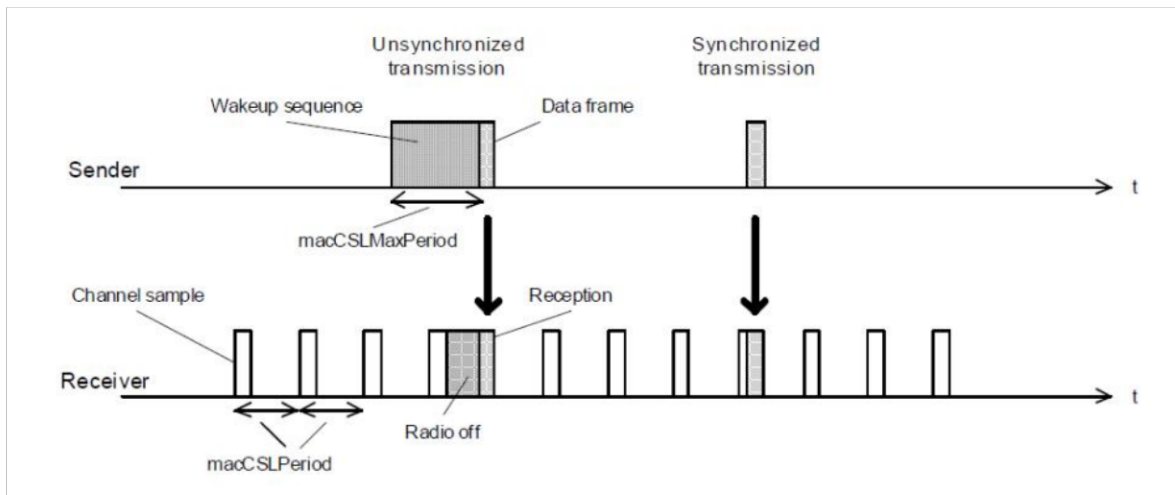 Unsynchronized
transmission
Synchronized
transmission
Wakeup sequence
Data frame
Sender
t
macCSLMaxPeriod
Channel sample
Reception
Receiver
t
Radio off
macCSLPeriod